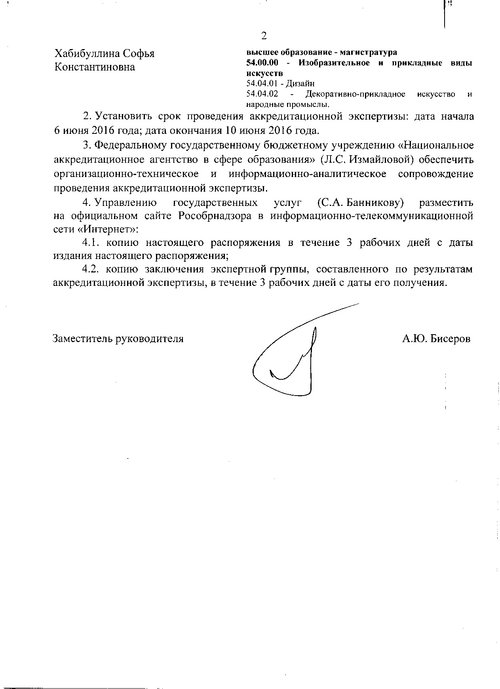 2
Хабибуллина Софья
Константиновна
высшее образование - магистратура
54.00.00 - Изобразительное и прикладные виды
искусств
54.04.01 - Дизайн
54.04.02 - Декоративно-прикладное искусство и
народные промыслы.
2. Установить срок проведения аккредитационной экспертизы: дата начала
6 июня 2016 года; дата окончания 10 июня 2016 года.
3. Федеральному государственному бюджетному учреждению «Национальное
аккредитационное агентство в сфере образования» (Л.С. Измайловой) обеспечить
организационно-техническое и информационно-аналитическое сопровождение
проведения аккредитационной экспертизы.
4. Управлению государственных услуг (С.А. Банникову) разместить
на официальном сайте Рособрнадзора в информационно-телекоммуникационной
сети «Интернет»:
4.1. копию настоящего распоряжения в течение 3 рабочих дней с даты
издания настоящего распоряжения;
4.2. копию заключения экспертной группы, составленного по результатам
аккредитационной экспертизы, в течение 3 рабочих дней с даты его получения.
Заместитель руководителя
А.Ю. Бисеров